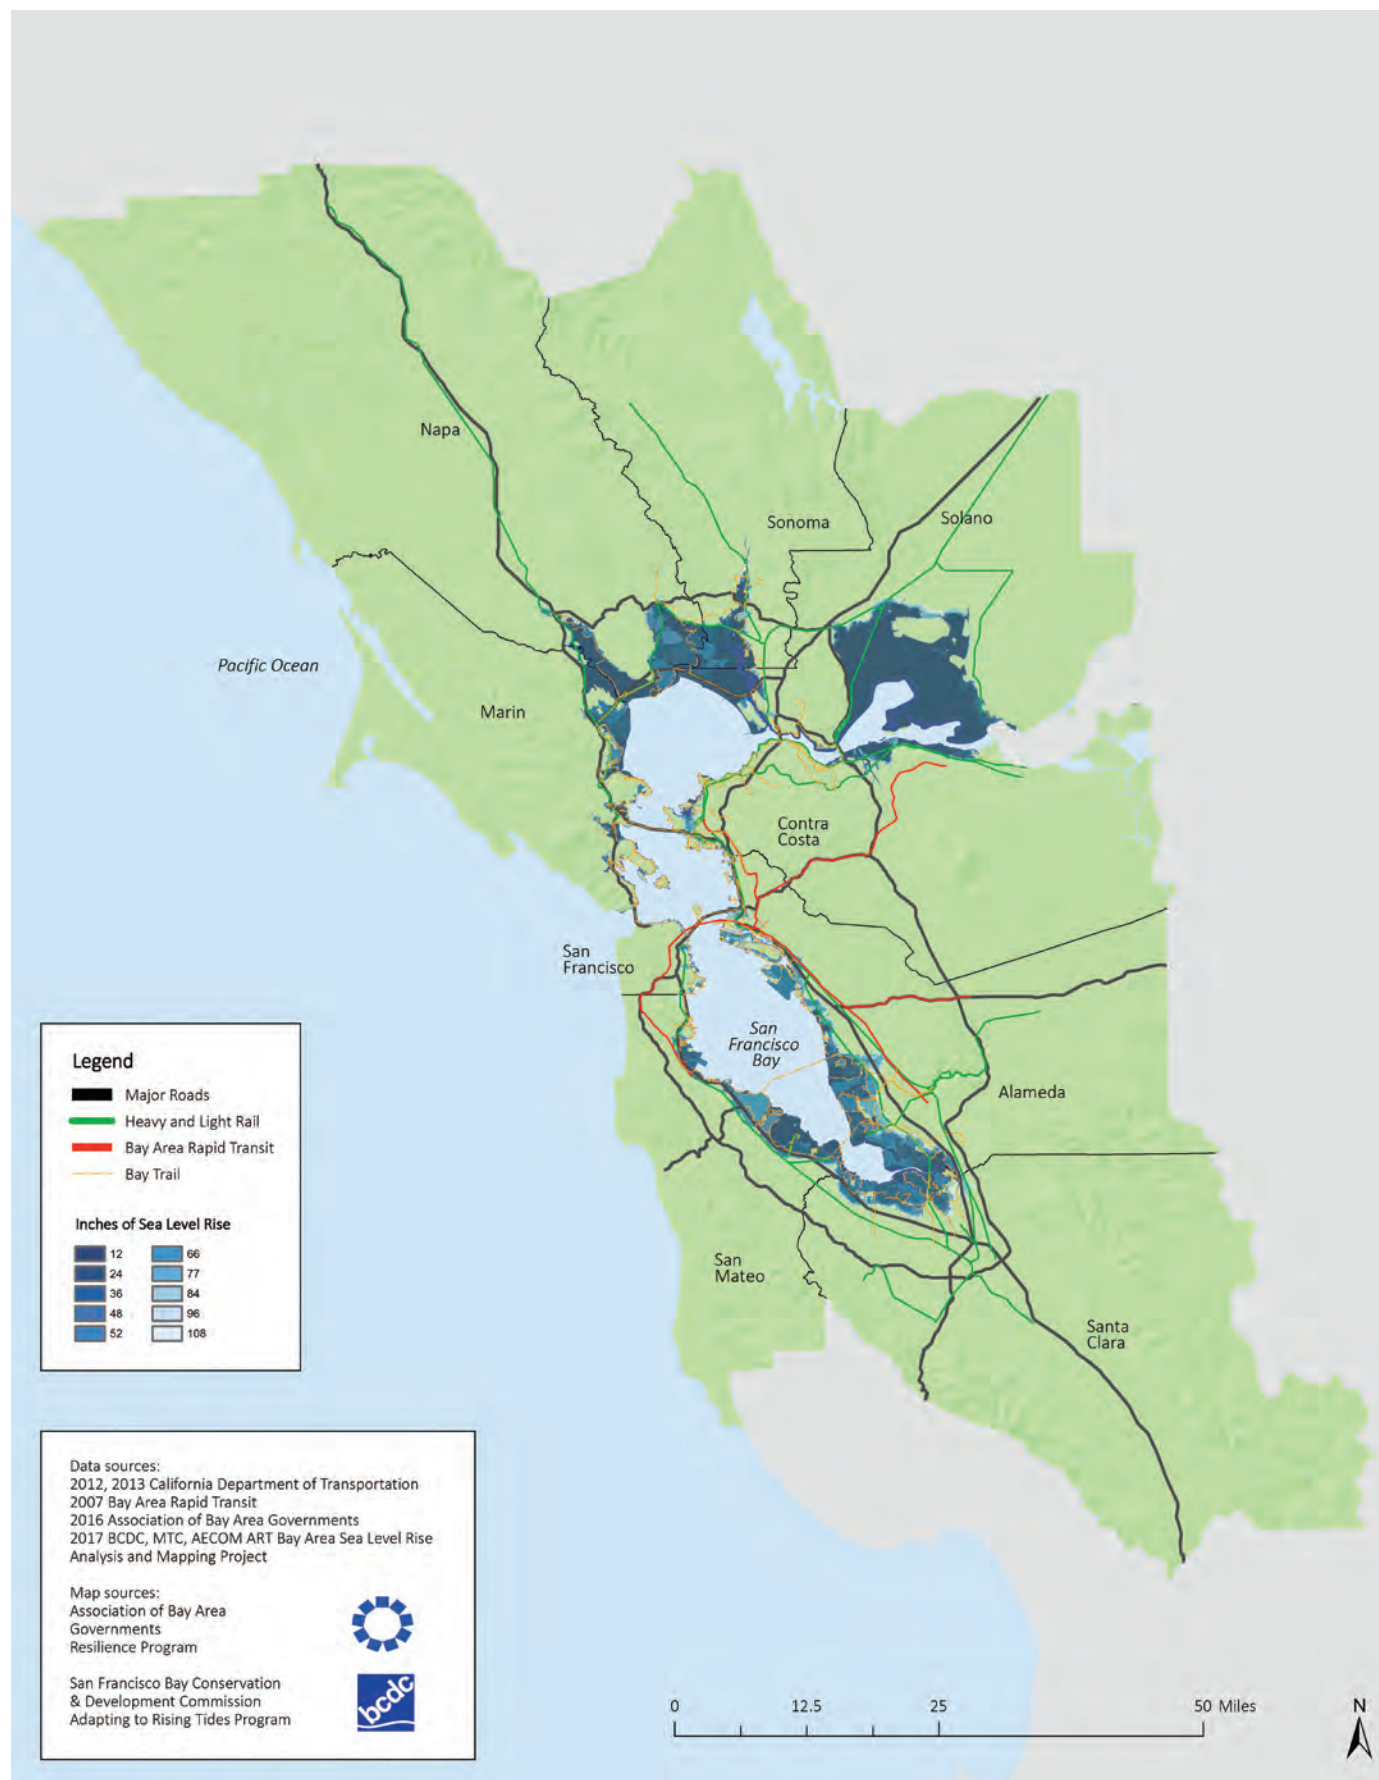 Napa
Sonoma
Solano
Pacific Ocean
Marin
Contra
Costa
San
Francisco
San
Francisco
Bay
Alameda
San
Mateo
Santa
Clara
Legend
Major Roads
Heavy and Light Rail
Bay Area Rapid Transit
Bay Trail
Inches of Sea Level Rise
12 66
24 77
36 84
48 96
52 108
Data sources:
2012, 2013 California Department of Transportation
2007 Bay Area Rapid Transit
2016 Association of Bay Area Governments
2017 BCDC, MTC, AECOM ART Bay Area Sea Level Rise
Analysis and Mapping Project
Map sources:
Association of Bay Area
Governments
Resilience Program
San Francisco Bay Conservation
& Development Commission
Adapting to Rising Tides Program
bcdc
0 12.5 25 50 Miles
N